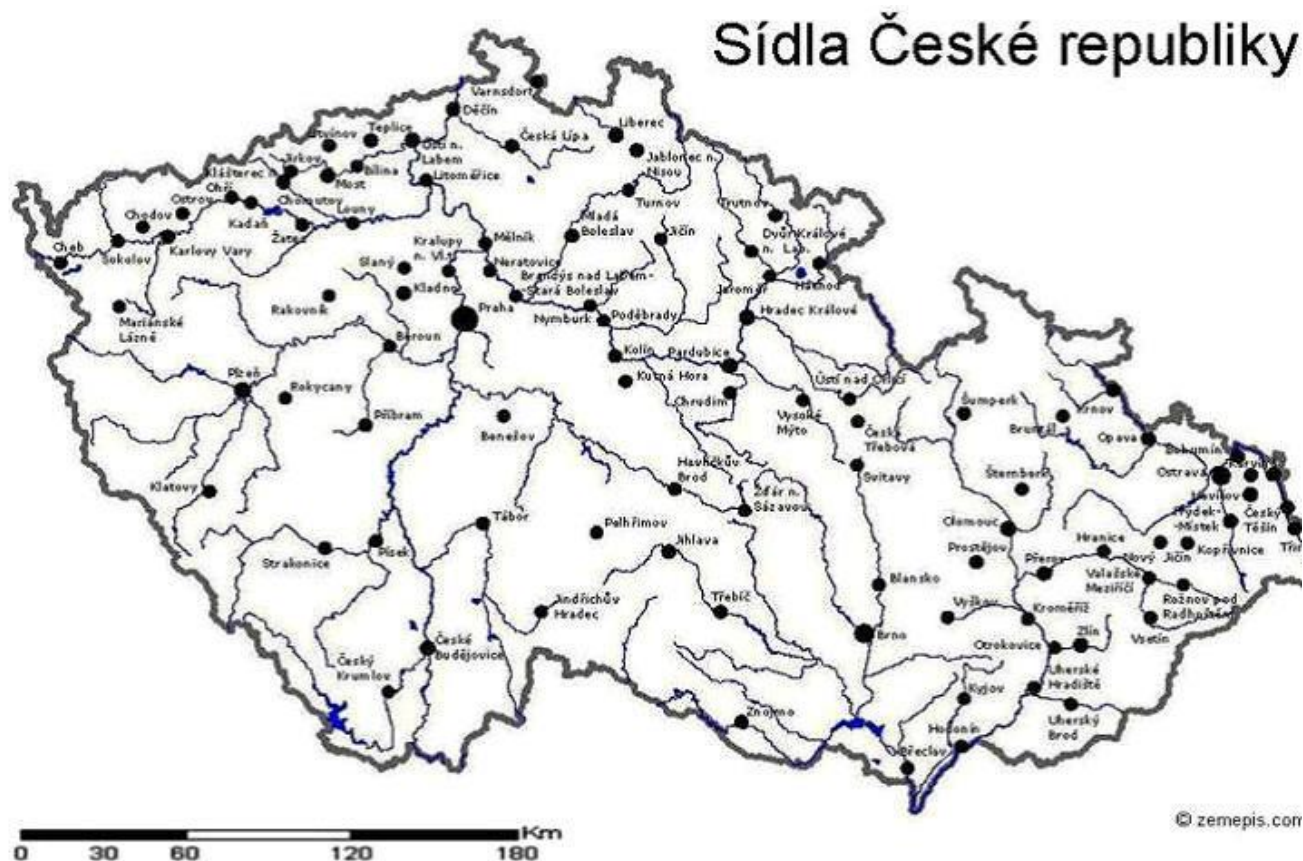 Sídla České republiky
Varnsdorf
Děčín
Teplice
Liberec
Česká Lípa
Ústí n.
Labem
Jirkov
Bílina
Jablonec n.
Nisou
Klášterec n.
Ohří
Most
Litoměřice
Ostrov
Chomutov
Turnov
Trutnov
Chodov
Kadaň
Louny
Mladá
Boleslav
Jičín
Dvůr Králové
n. Lab.
Žatec
Cheb
Sokolov
Karlovy Vary
Kralupy
n. Vl.
Mělník
Slaný
Neratovice
Brandýs nad Labem-
-Stará Boleslav
Jaroměř
Náchod
Kladno
Rakovník
Praha
Mariánské
Lázně
Nymburk
Poděbrady
Hradec Králové
Beroun
Kolín
Pardubice
Plzeň
Rokycany
Kutná Hora
Ústí nad Orlicí
Chrudim
Šumperk
Krnov
Vysoké
Mýto
Bruntál
Příbram
Benešov
Česká
Třebová
Opava
Bohumín
Ostrava
Karviná
Havlíčkův
Brod
Svitavy
Šternberk
Klatovy
Žďár n.
Sázavou
Havířov
Frýdek-
-Místek
Český
Těšín
Tábor
Pelhřimov
Olomouc
Písek
Jihlava
Hranice
Strakonice
Prostějov
Přerov
Nový
Jičín
Kopřivnice
Blansko
Valašské
Meziříčí
Rožnov pod
Radhoštěm
Jindřichův
Hradec
Třebíč
Vyškov
Kroměříž
Vsetín
Brno
Otrokovice
Zlín
České
Budějovice
Český
Krumlov
Uherské
Hradiště
Kyjov
Uherský
Brod
Znojmo
Hodonín
Břeclav
Km
0 30 60 120 180
© zemepis.com